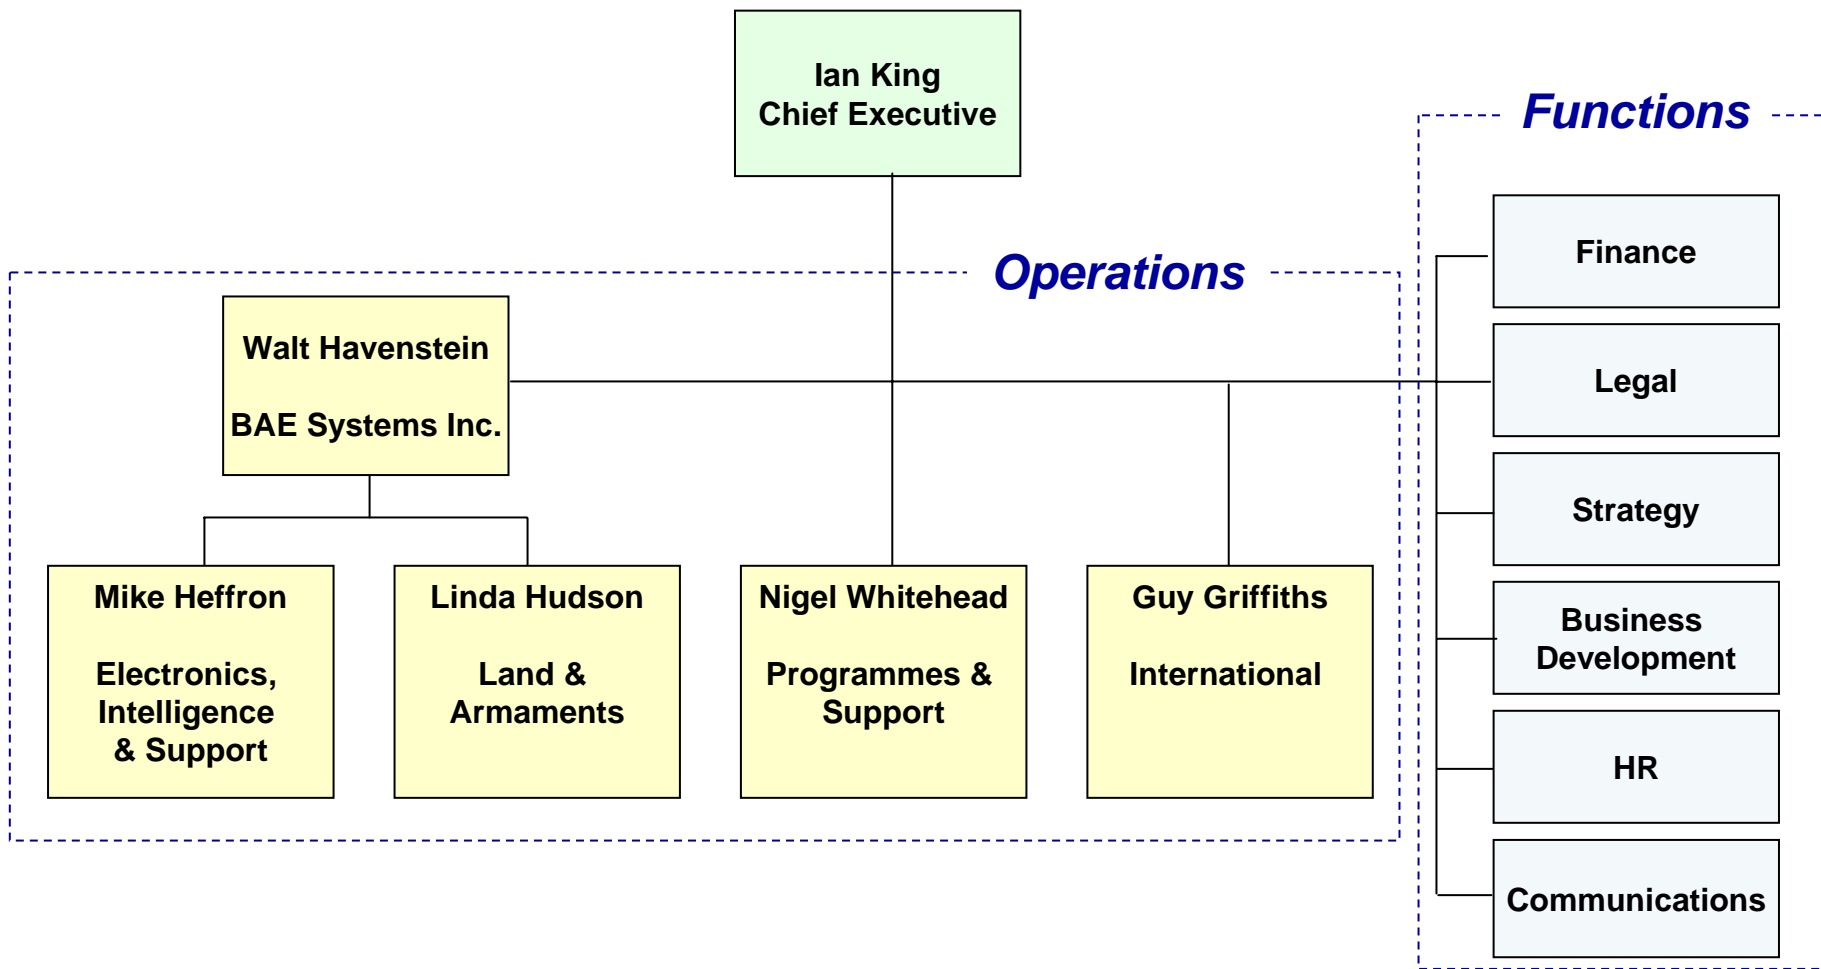 Ian King
Chief Executive
Functions
Operations
Walt Havenstein
BAE Systems Inc.
Mike Heffron
Electronics,
Intelligence
& Support
Linda Hudson
Land &
Armaments
Nigel Whitehead
Programmes &
Support
Guy Griffiths
International
Finance
Legal
Strategy
Business
Development
HR
Communications